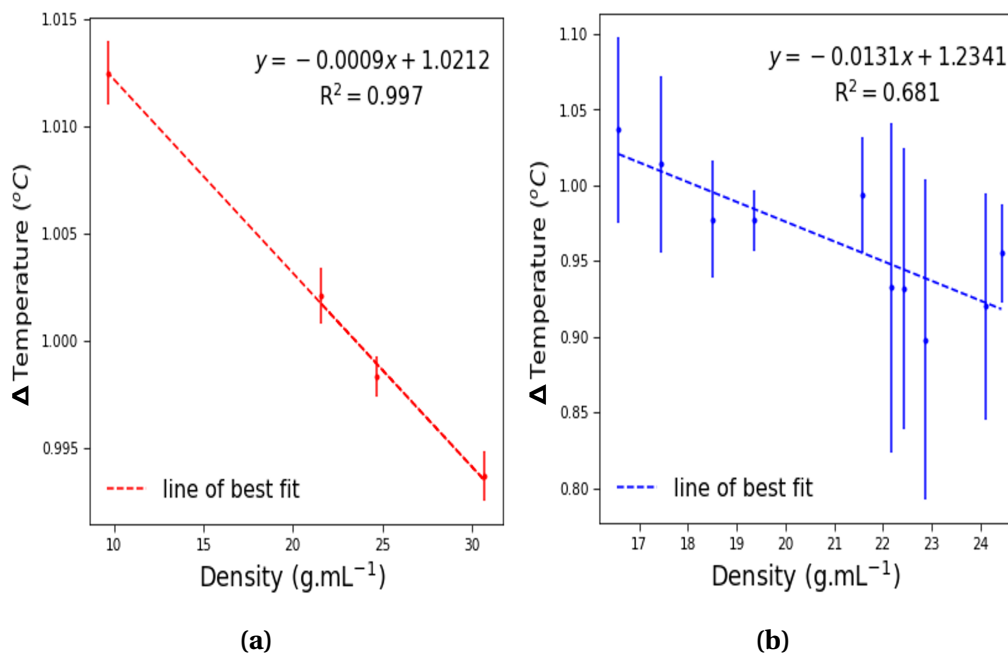 1.015
1.010
1.005
1.000
0.995
Δ Temperature (°C)
y = −0.0009x + 1.0212
R² = 0.997
line of best fit
10 15 20 25 30
Density (g.mL⁻¹)
(a)
1.10
1.05
1.00
0.95
0.90
0.85
0.80
Δ Temperature (°C)
y = −0.0131x + 1.2341
R² = 0.681
line of best fit
17 18 19 20 21 22 23 24
Density (g.mL⁻¹)
(b)